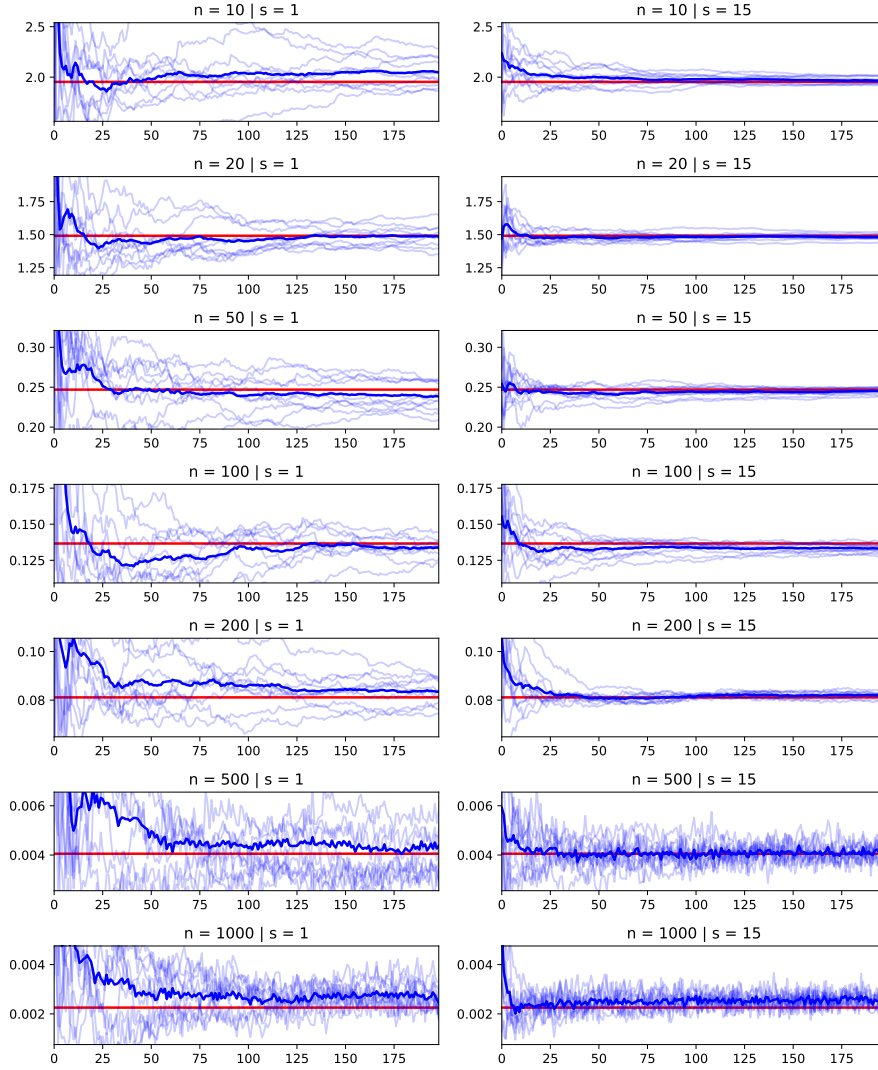 n = 10 | s = 1
2.5
2.0
0 25 50 75 100 125 150 175
n = 10 | s = 15
2.5
2.0
0 25 50 75 100 125 150 175
n = 20 | s = 1
1.75
1.50
1.25
0 25 50 75 100 125 150 175
n = 20 | s = 15
1.75
1.50
1.25
0 25 50 75 100 125 150 175
n = 50 | s = 1
0.30
0.25
0.20
0 25 50 75 100 125 150 175
n = 50 | s = 15
0.30
0.25
0.20
0 25 50 75 100 125 150 175
n = 100 | s = 1
0.175
0.150
0.125
0 25 50 75 100 125 150 175
n = 100 | s = 15
0.175
0.150
0.125
0 25 50 75 100 125 150 175
n = 200 | s = 1
0.10
0.08
0 25 50 75 100 125 150 175
n = 200 | s = 15
0.10
0.08
0 25 50 75 100 125 150 175
n = 500 | s = 1
0.006
0.004
0 25 50 75 100 125 150 175
n = 500 | s = 15
0.006
0.004
0 25 50 75 100 125 150 175
n = 1000 | s = 1
0.004
0.002
0 25 50 75 100 125 150 175
n = 1000 | s = 15
0.004
0.002
0 25 50 75 100 125 150 175